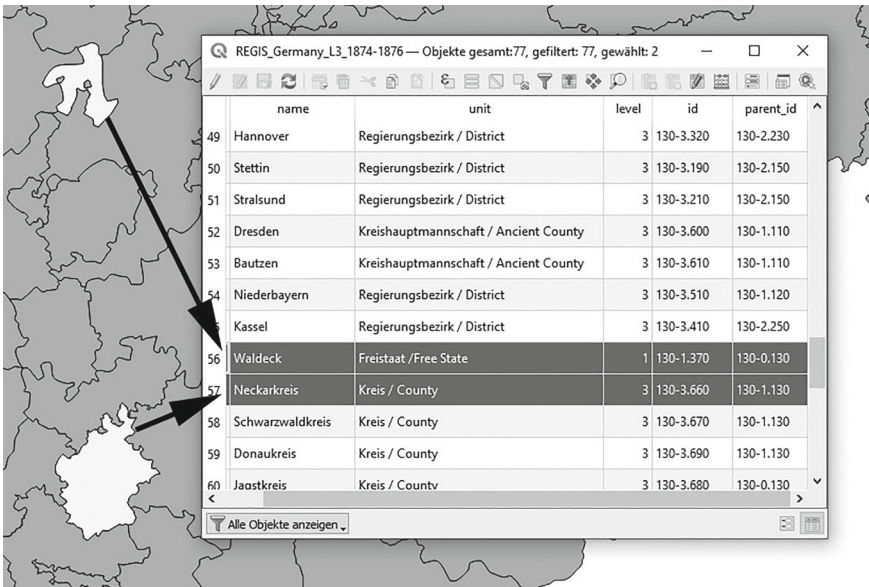 REGIS_Germany_L3_1874-1876 — Objekte gesamt:77, gefiltert: 77, gewählt: 2
name unit level id parent_id
49 Hannover Regierungsbezirk / District 3 130-3.320 130-2.230
50 Stettin Regierungsbezirk / District 3 130-3.190 130-2.150
51 Stralsund Regierungsbezirk / District 3 130-3.210 130-2.150
52 Dresden Kreishauptmannschaft / Ancient County 3 130-3.600 130-1.110
53 Bautzen Kreishauptmannschaft / Ancient County 3 130-3.610 130-1.110
54 Niederbayern Regierungsbezirk / District 3 130-3.510 130-1.120
Kassel Regierungsbezirk / District 3 130-3.410 130-2.250
56 Waldeck Freistaat /Free State 1 130-1.370 130-0.130
57 Neckarkreis Kreis / County 3 130-3.660 130-1.130
58 Schwarzwaldkreis Kreis / County 3 130-3.670 130-1.130
59 Donaukreis Kreis / County 3 130-3.690 130-1.130
60 Jagstkreis Kreis / County 3 130-3.680 130-0.130
Alle Objekte anzeigen